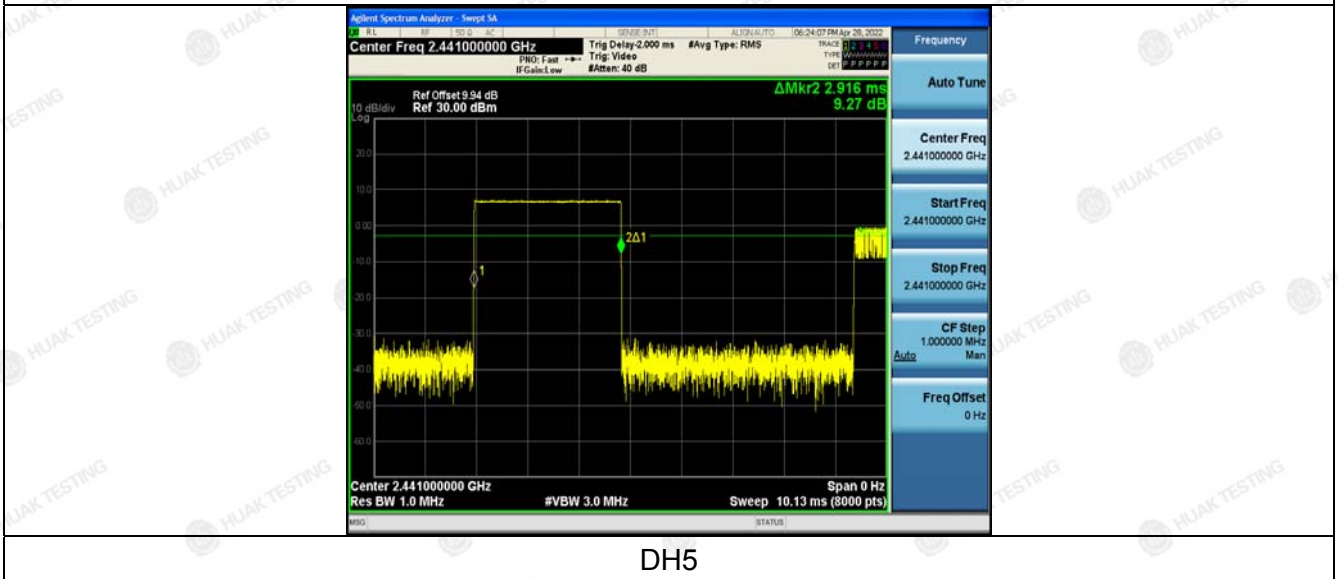 Agilent Spectrum Analyzer - Swept SA
RL RF 50 Ω AC SENSE:INT ALIGN AUTO 06:24:07 PM Apr 28, 2022
Center Freq 2.441000000 GHz
PNO: Fast
IFGain:Low
Trig Delay-2.000 ms
Trig: Video
#Atten: 40 dB
#Avg Type: RMS
TRACE 1 2 3 4 5 6
TYPE
DET P P P P P P
Ref Offset 9.94 dB
10 dB/div Ref 30.00 dBm
Log
ΔMkr2 2.916 ms
9.27 dB
20.0
10.0
0.00
-10.0
-20.0
-30.0
-40.0
-50.0
-60.0
1
2Δ1
Center 2.441000000 GHz
Span 0 Hz
Res BW 1.0 MHz
#VBW 3.0 MHz
Sweep 10.13 ms (8000 pts)
MSG
STATUS
Frequency
Auto Tune
Center Freq
2.441000000 GHz
Start Freq
2.441000000 GHz
Stop Freq
2.441000000 GHz
CF Step
1.000000 MHz
Auto Man
Freq Offset
0 Hz
DH5
HUAK TESTING